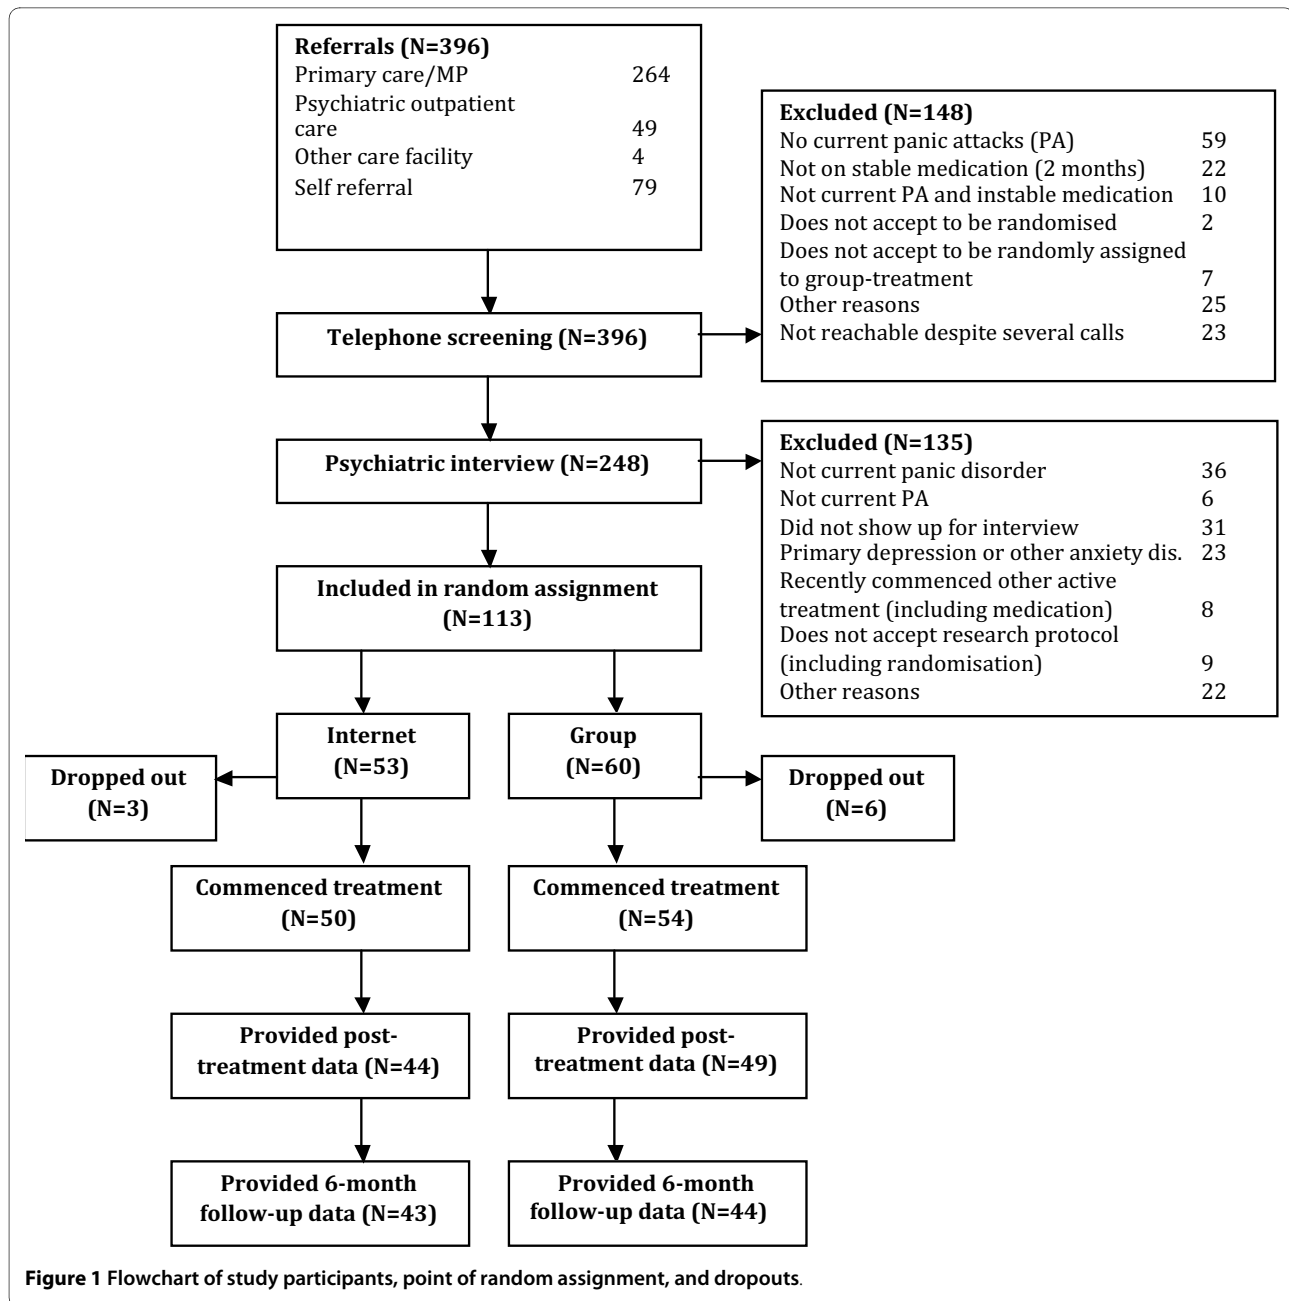 Referrals (N=396)
Primary care/MP 264
Psychiatric outpatient
care 49
Other care facility 4
Self referral 79
Excluded (N=148)
No current panic attacks (PA) 59
Not on stable medication (2 months) 22
Not current PA and instable medication 10
Does not accept to be randomised 2
Does not accept to be randomly assigned
to group-treatment 7
Other reasons 25
Not reachable despite several calls 23
Telephone screening (N=396)
Psychiatric interview (N=248)
Excluded (N=135)
Not current panic disorder 36
Not current PA 6
Did not show up for interview 31
Primary depression or other anxiety dis. 23
Recently commenced other active
treatment (including medication) 8
Does not accept research protocol
(including randomisation) 9
Other reasons 22
Included in random assignment
(N=113)
Internet
(N=53)
Group
(N=60)
Dropped out
(N=3)
Dropped out
(N=6)
Commenced treatment
(N=50)
Commenced treatment
(N=54)
Provided post-
treatment data (N=44)
Provided post-
treatment data (N=49)
Provided 6-month
follow-up data (N=43)
Provided 6-month
follow-up data (N=44)
Figure 1 Flowchart of study participants, point of random assignment, and dropouts.